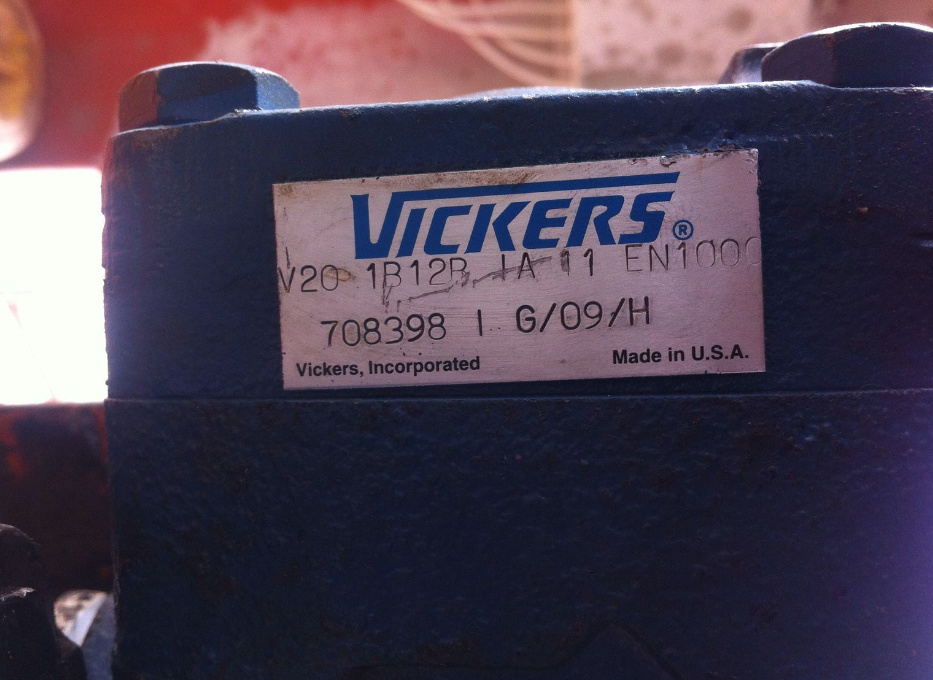 VICKERS®
V20 1B12B 1A 11 EN1000
708398 | G/09/H
Vickers, Incorporated Made in U.S.A.